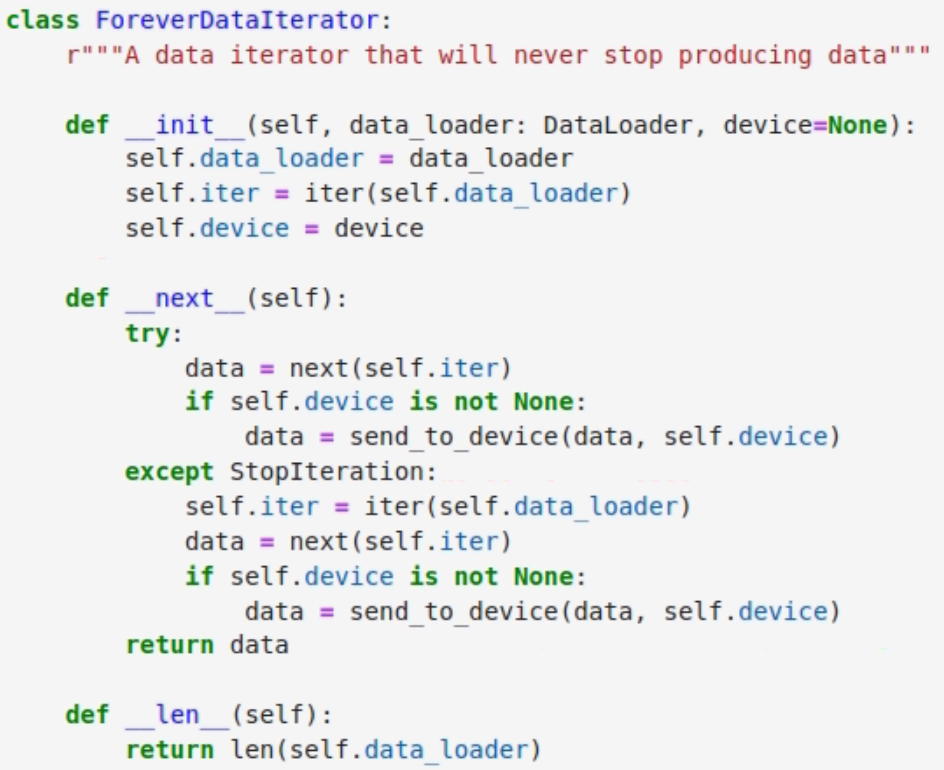 class ForeverDataIterator:
    r"""A data iterator that will never stop producing data"""
    def __init__(self, data_loader: DataLoader, device=None):
        self.data_loader = data_loader
        self.iter = iter(self.data_loader)
        self.device = device
    def __next__(self):
        try:
            data = next(self.iter)
            if self.device is not None:
                data = send_to_device(data, self.device)
        except StopIteration:
            self.iter = iter(self.data_loader)
            data = next(self.iter)
            if self.device is not None:
                data = send_to_device(data, self.device)
        return data
    def __len__(self):
        return len(self.data_loader)